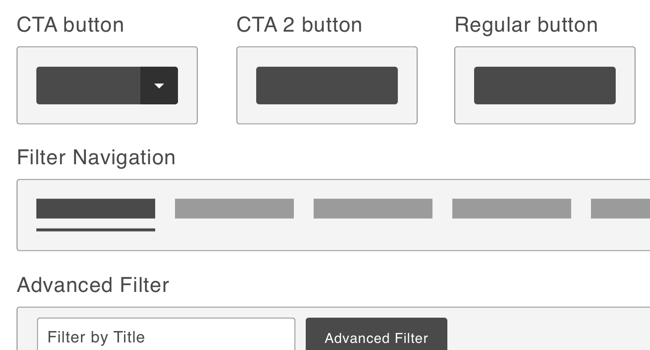 CTA button
CTA 2 button
Regular button
Filter Navigation
Advanced Filter
Filter by Title
Advanced Filter